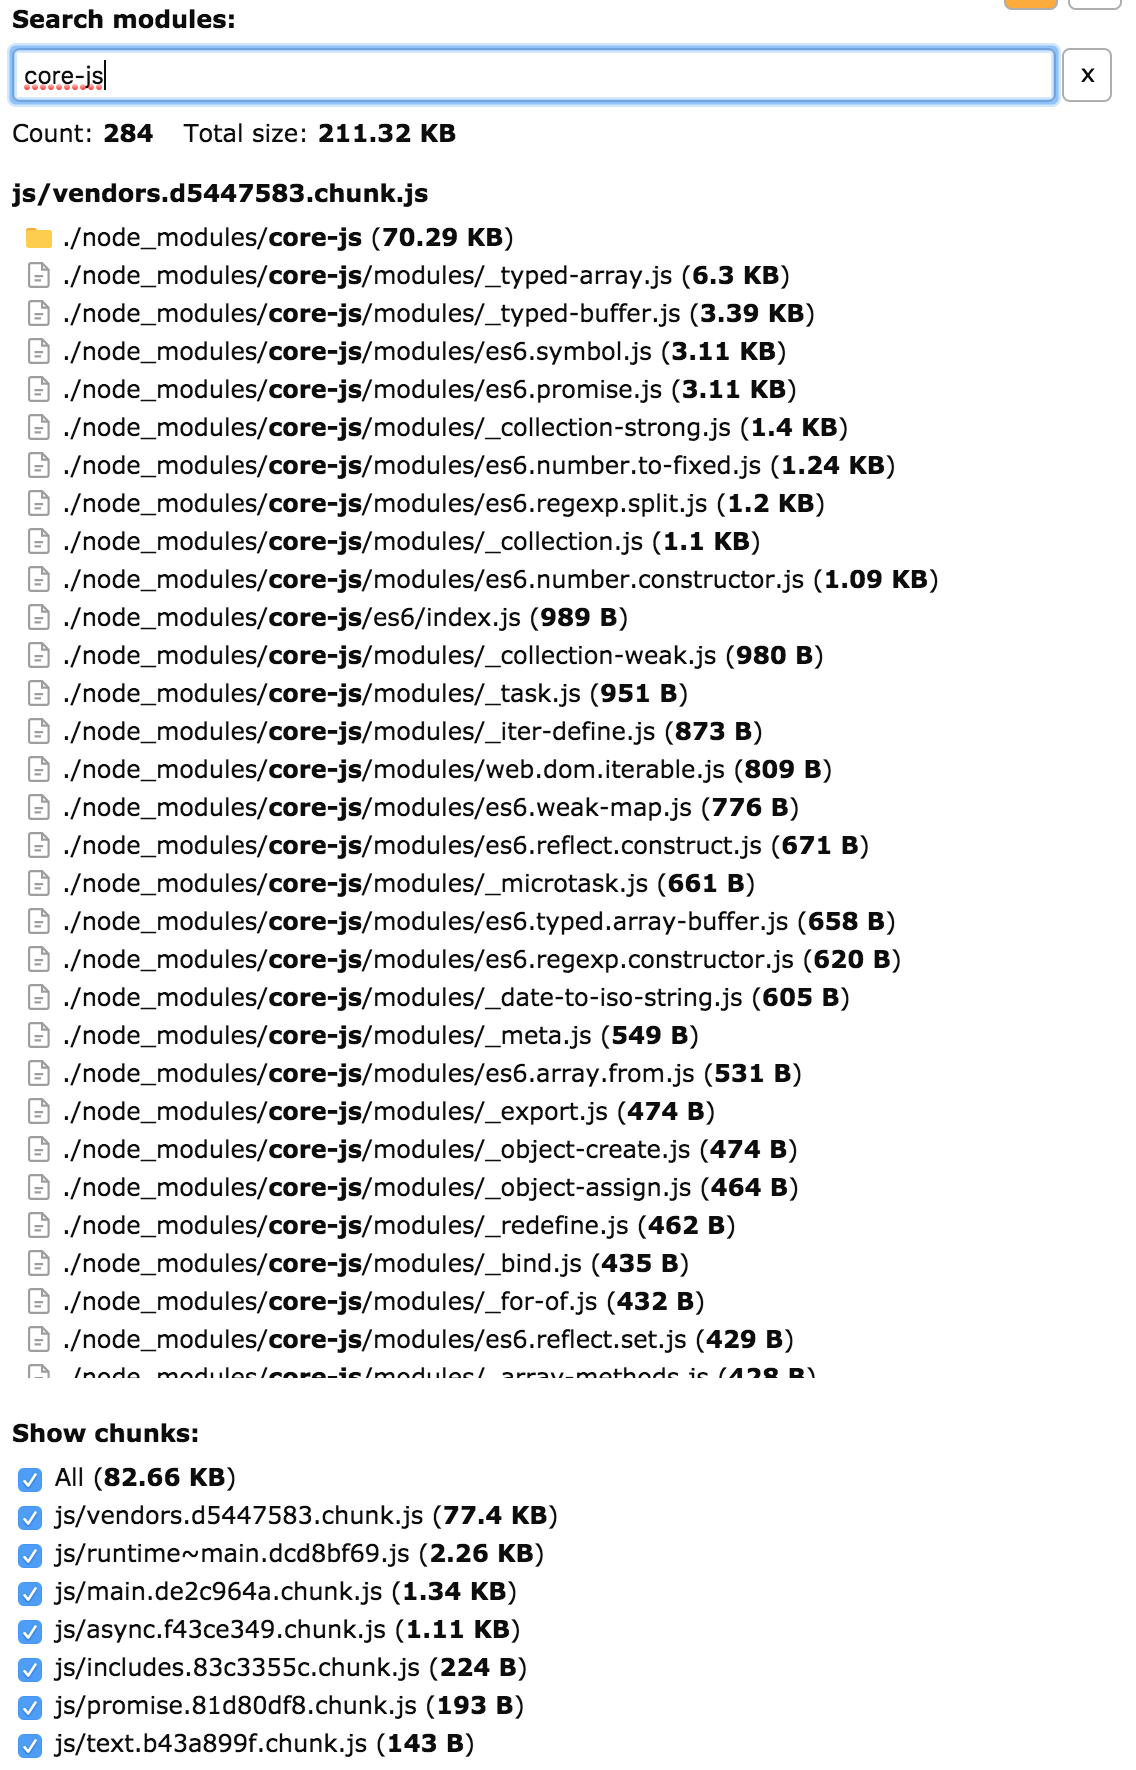 Search modules:
core-js
x
Count: 284 Total size: 211.32 KB
js/vendors.d5447583.chunk.js
./node_modules/core-js (70.29 KB)
./node_modules/core-js/modules/_typed-array.js (6.3 KB)
./node_modules/core-js/modules/_typed-buffer.js (3.39 KB)
./node_modules/core-js/modules/es6.symbol.js (3.11 KB)
./node_modules/core-js/modules/es6.promise.js (3.11 KB)
./node_modules/core-js/modules/_collection-strong.js (1.4 KB)
./node_modules/core-js/modules/es6.number.to-fixed.js (1.24 KB)
./node_modules/core-js/modules/es6.regexp.split.js (1.2 KB)
./node_modules/core-js/modules/_collection.js (1.1 KB)
./node_modules/core-js/modules/es6.number.constructor.js (1.09 KB)
./node_modules/core-js/es6/index.js (989 B)
./node_modules/core-js/modules/_collection-weak.js (980 B)
./node_modules/core-js/modules/_task.js (951 B)
./node_modules/core-js/modules/_iter-define.js (873 B)
./node_modules/core-js/modules/web.dom.iterable.js (809 B)
./node_modules/core-js/modules/es6.weak-map.js (776 B)
./node_modules/core-js/modules/es6.reflect.construct.js (671 B)
./node_modules/core-js/modules/_microtask.js (661 B)
./node_modules/core-js/modules/es6.typed.array-buffer.js (658 B)
./node_modules/core-js/modules/es6.regexp.constructor.js (620 B)
./node_modules/core-js/modules/_date-to-iso-string.js (605 B)
./node_modules/core-js/modules/_meta.js (549 B)
./node_modules/core-js/modules/es6.array.from.js (531 B)
./node_modules/core-js/modules/_export.js (474 B)
./node_modules/core-js/modules/_object-create.js (474 B)
./node_modules/core-js/modules/_object-assign.js (464 B)
./node_modules/core-js/modules/_redefine.js (462 B)
./node_modules/core-js/modules/_bind.js (435 B)
./node_modules/core-js/modules/_for-of.js (432 B)
./node_modules/core-js/modules/es6.reflect.set.js (429 B)
./node_modules/core-js/modules/_array-methods.js (428 B)
Show chunks:
All (82.66 KB)
js/vendors.d5447583.chunk.js (77.4 KB)
js/runtime~main.dcd8bf69.js (2.26 KB)
js/main.de2c964a.chunk.js (1.34 KB)
js/async.f43ce349.chunk.js (1.11 KB)
js/includes.83c3355c.chunk.js (224 B)
js/promise.81d80df8.chunk.js (193 B)
js/text.b43a899f.chunk.js (143 B)